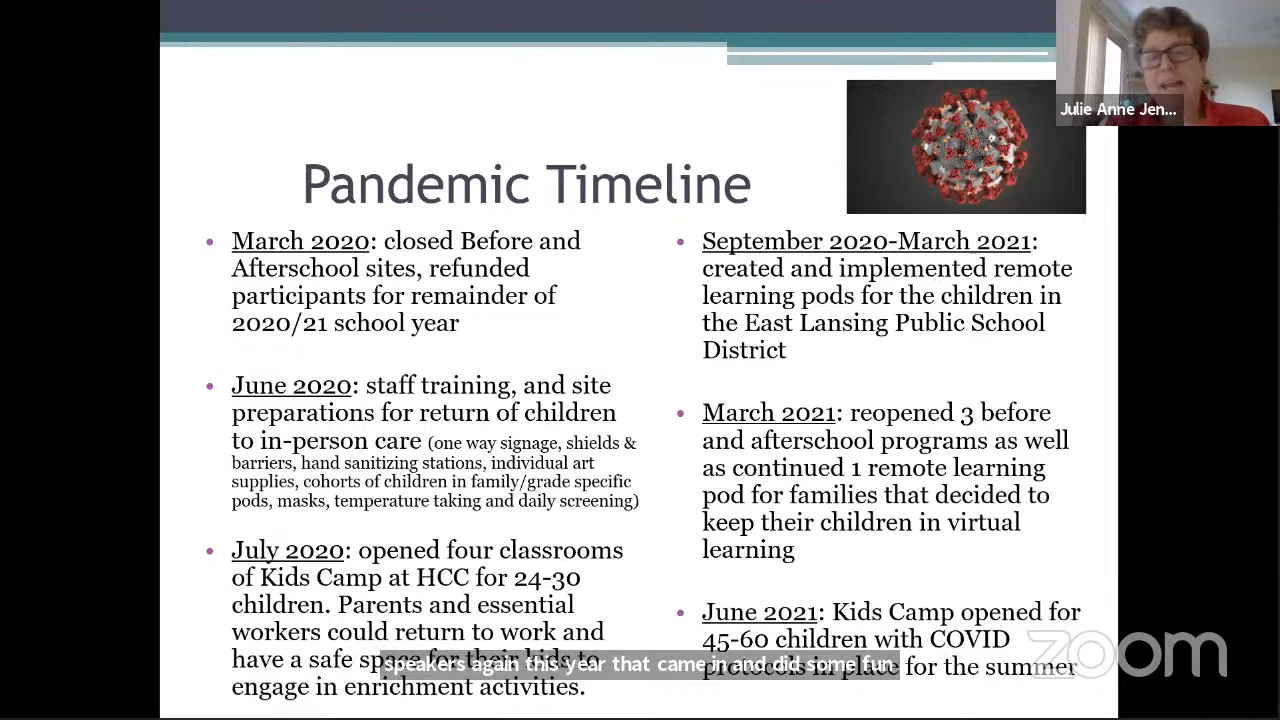 Julie Anne Jen...
Pandemic Timeline
• March 2020: closed Before and
Afterschool sites, refunded
participants for remainder of
2020/21 school year
• June 2020: staff training, and site
preparations for return of children
to in-person care (one way signage, shields &
barriers, hand sanitizing stations, individual art
supplies, cohorts of children in family/grade specific
pods, masks, temperature taking and daily screening)
• July 2020: opened four classrooms
of Kids Camp at HCC for 24-30
children. Parents and essential
workers could return to work and
have a safe space for their kids to
engage in enrichment activities.
• September 2020-March 2021:
created and implemented remote
learning pods for the children in
the East Lansing Public School
District
• March 2021: reopened 3 before
and afterschool programs as well
as continued 1 remote learning
pod for families that decided to
keep their children in virtual
learning
• June 2021: Kids Camp opened for
45-60 children with COVID
protocols in place for the summer
speakers again this year that came in and did some fun
zoom